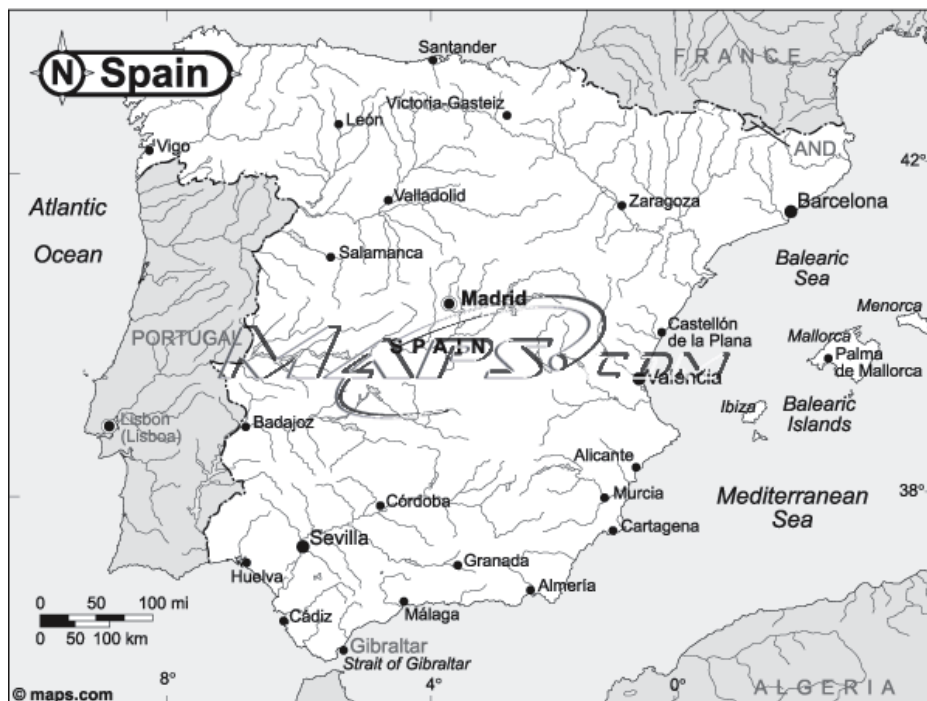 N Spain
FRANCE
Santander
Victoria-Gasteiz
León
Vigo
AND.
42°
Valladolid
Zaragoza
Barcelona
Atlantic
Ocean
Salamanca
Balearic
Sea
Madrid
Menorca
Castellón
de la Plana
Mallorca
PORTUGAL
SPAIN
MAPS.COM
Palma
de Mallorca
Valencia
Ibiza
Balearic
Islands
Lisbon
(Lisboa)
Badajoz
Alicante
Murcia
38°
Mediterranean
Sea
Córdoba
Cartagena
Sevilla
Granada
Huelva
Almería
0 50 100 mi
0 50 100 km
Cádiz
Málaga
Gibraltar
Strait of Gibraltar
8°
4°
0°
ALGERIA
© maps.com